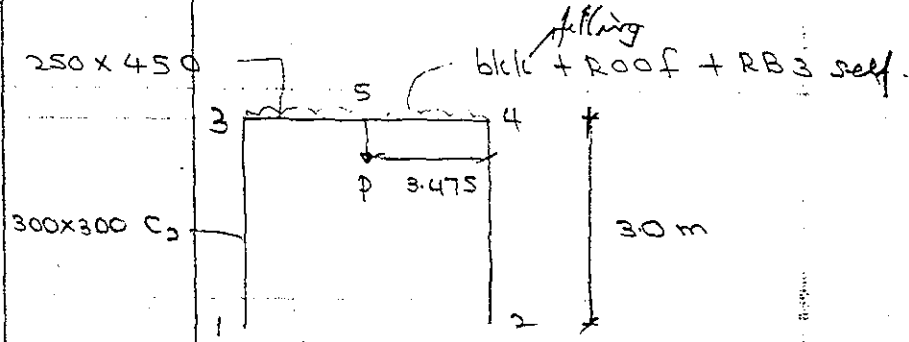 filling
250 x 450
blk + Roof + RB3 self.
5
3
4
P 3.475
300x300 C2
3.0 m
1
2